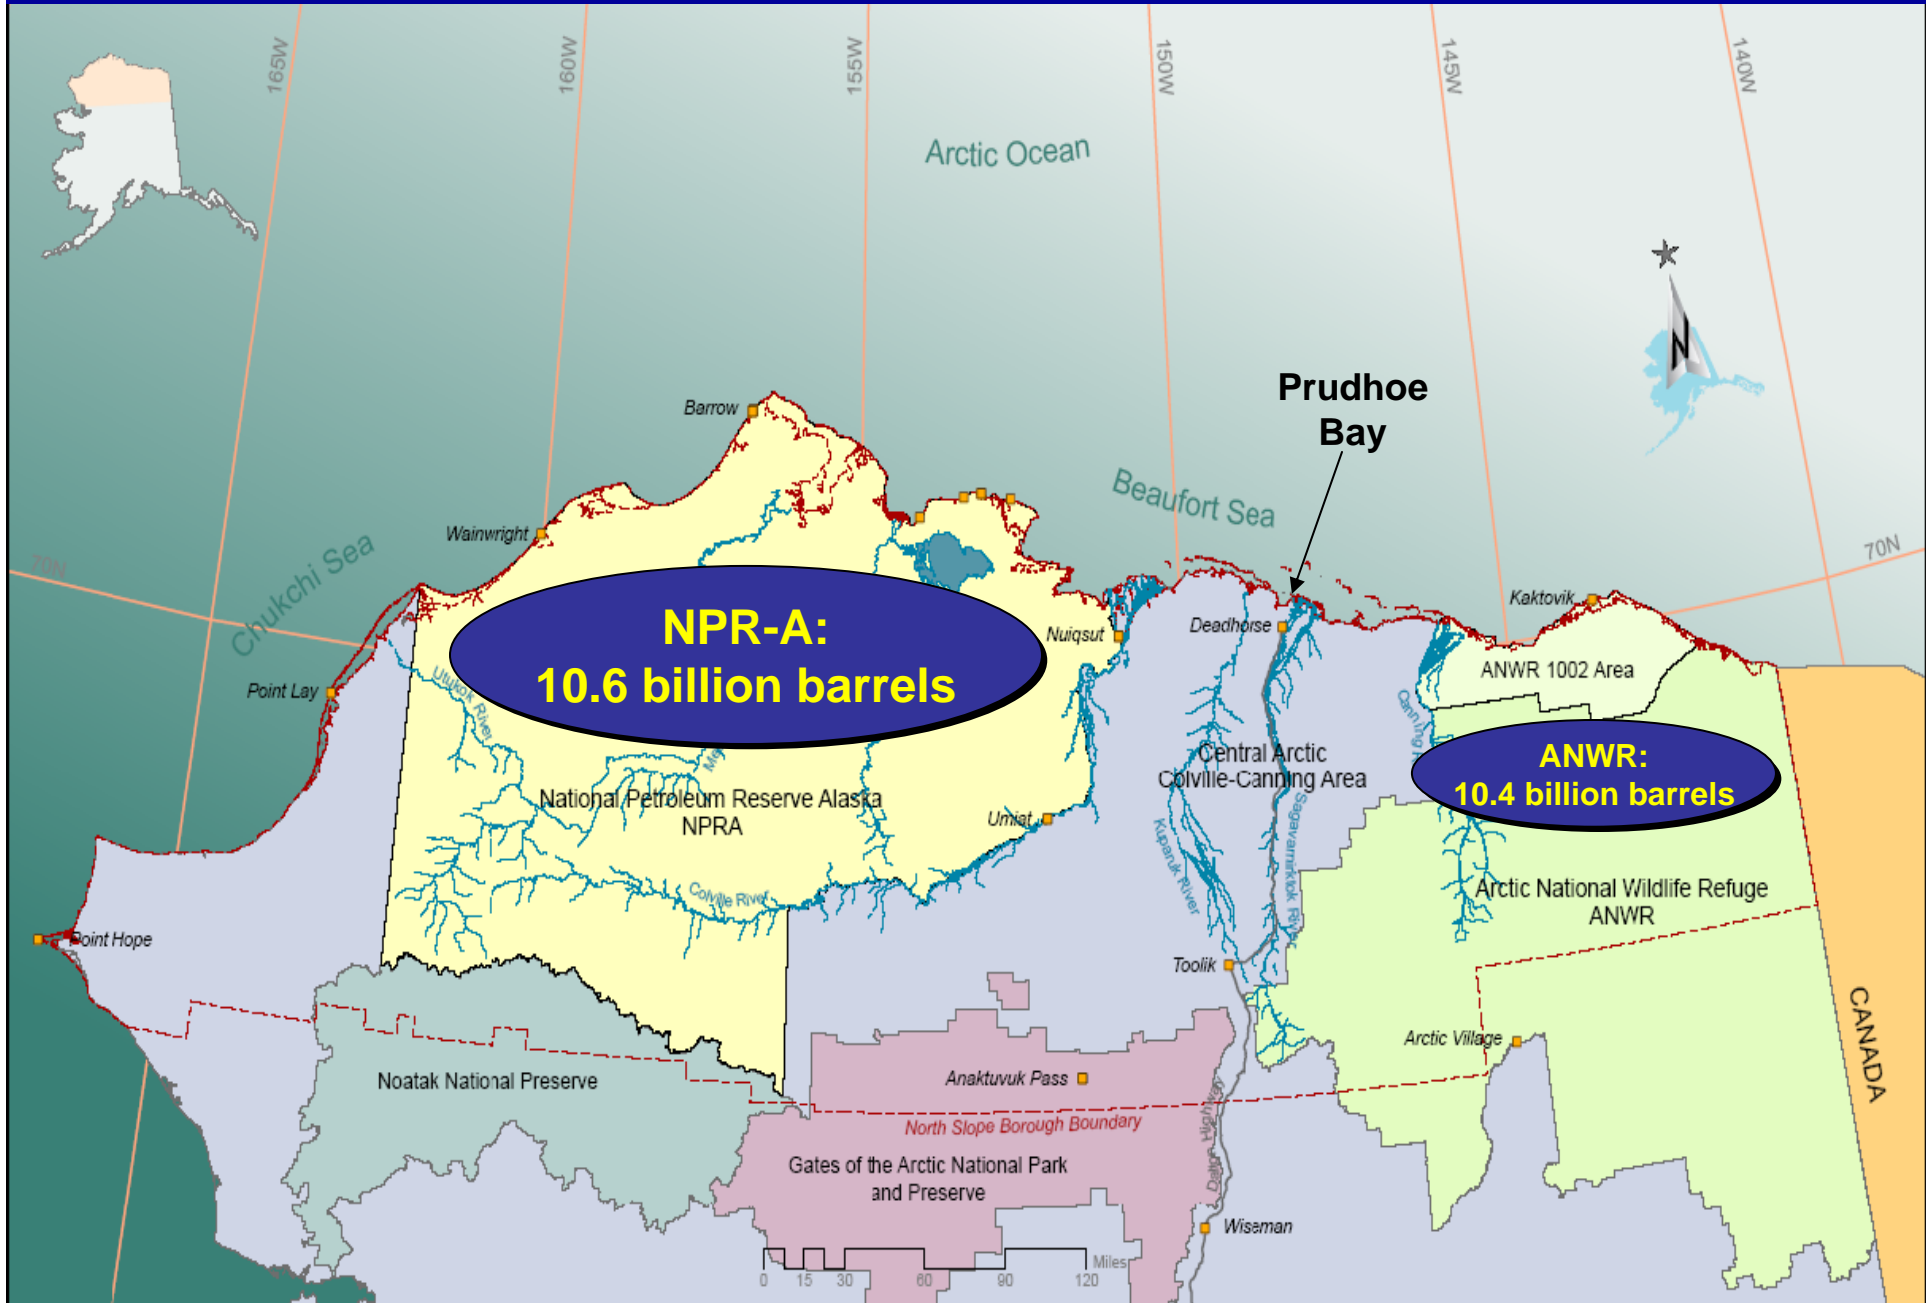 165W
160W
155W
150W
145W
140W
Arctic Ocean
N
Prudhoe
Bay
Barrow
Beaufort Sea
Wainwright
Chukchi Sea
70N
70N
Kaktovik
NPR-A:
10.6 billion barrels
Nuiqsut
Deadhorse
ANWR 1002 Area
Point Lay
Utukok River
Canning
ANWR:
10.4 billion barrels
Central Arctic
Colville-Canning Area
National Petroleum Reserve Alaska
NPRA
Umiat
Kuparuk River
Sagavanirktok River
Colville River
Arctic National Wildlife Refuge
ANWR
Point Hope
Toolik
CANADA
Arctic Village
Noatak National Preserve
Anaktuvuk Pass
North Slope Borough Boundary
Dalton Highway
Gates of the Arctic National Park
and Preserve
Wiseman
Miles
0 15 30 60 90 120